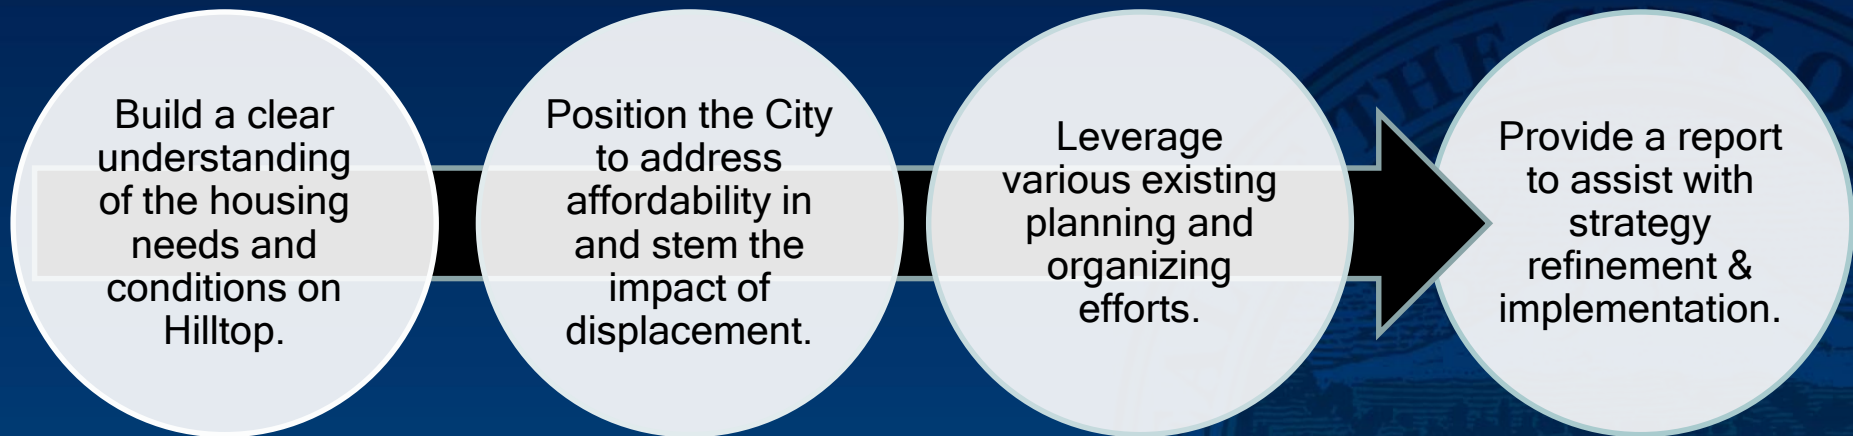 Build a clear
understanding
of the housing
needs and
conditions on
Hilltop.
Position the City
to address
affordability in
and stem the
impact of
displacement.
Leverage
various existing
planning and
organizing
efforts.
Provide a report
to assist with
strategy
refinement &
implementation.
THE CITY O